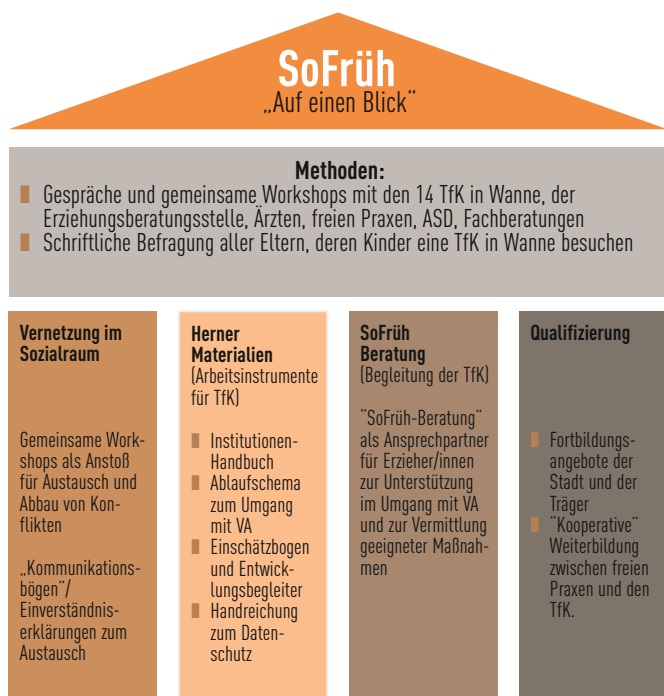 SoFrüh
„Auf einen Blick“
Methoden:
Gespräche und gemeinsame Workshops mit den 14 TfK in Wanne, der
Erziehungsberatungsstelle, Ärzten, freien Praxen, ASD, Fachberatungen
Schriftliche Befragung aller Eltern, deren Kinder eine TfK in Wanne besuchen
Vernetzung im
Sozialraum
Gemeinsame Work-
shops als Anstoß
für Austausch und
Abbau von Kon-
flikten
„Kommunikations-
bögen“/
Einverständnis-
erklärungen zum
Austausch
Herner
Materialien
(Arbeitsinstrumente
für TfK)
Institutionen-
Handbuch
Ablaufschema
zum Umgang
mit VA
Einschätzbogen
und Entwick-
lungsbegleiter
Handreichung
zum Daten-
schutz
SoFrüh
Beratung
(Begleitung der TfK)
“SoFrüh-Beratung“
als Ansprechpartner
für Erzieher/innen
zur Unterstützung
im Umgang mit VA
und zur Vermittlung
geeigneter Maßnah-
men
Qualifizierung
Fortbildungs-
angebote der
Stadt und der
Träger
“Kooperative“
Weiterbildung
zwischen freien
Praxen und den
TfK.